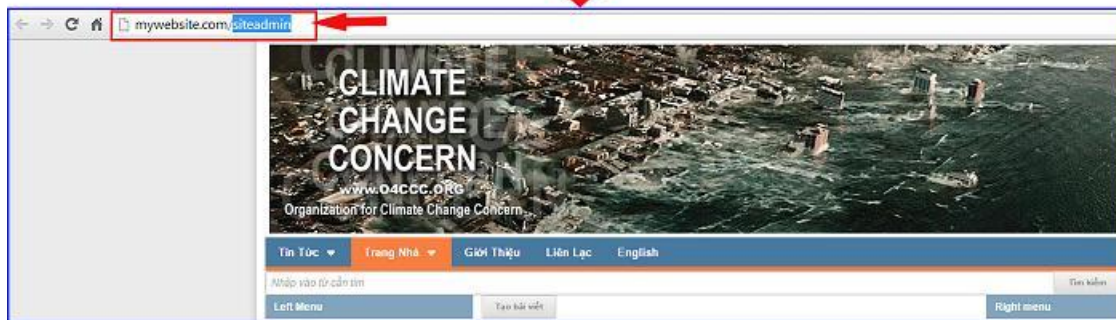 mywebsite.com/siteadmin
CLIMATE
CHANGE
CONCERN
www.O4CCC.ORG
Organization for Climate Change Concern
Tin Tức Trang Nhà Giới Thiệu Liên Lạc English
Nhập vào từ cần tìm Tìm kiếm
Left Menu Tạo bài viết Right menu